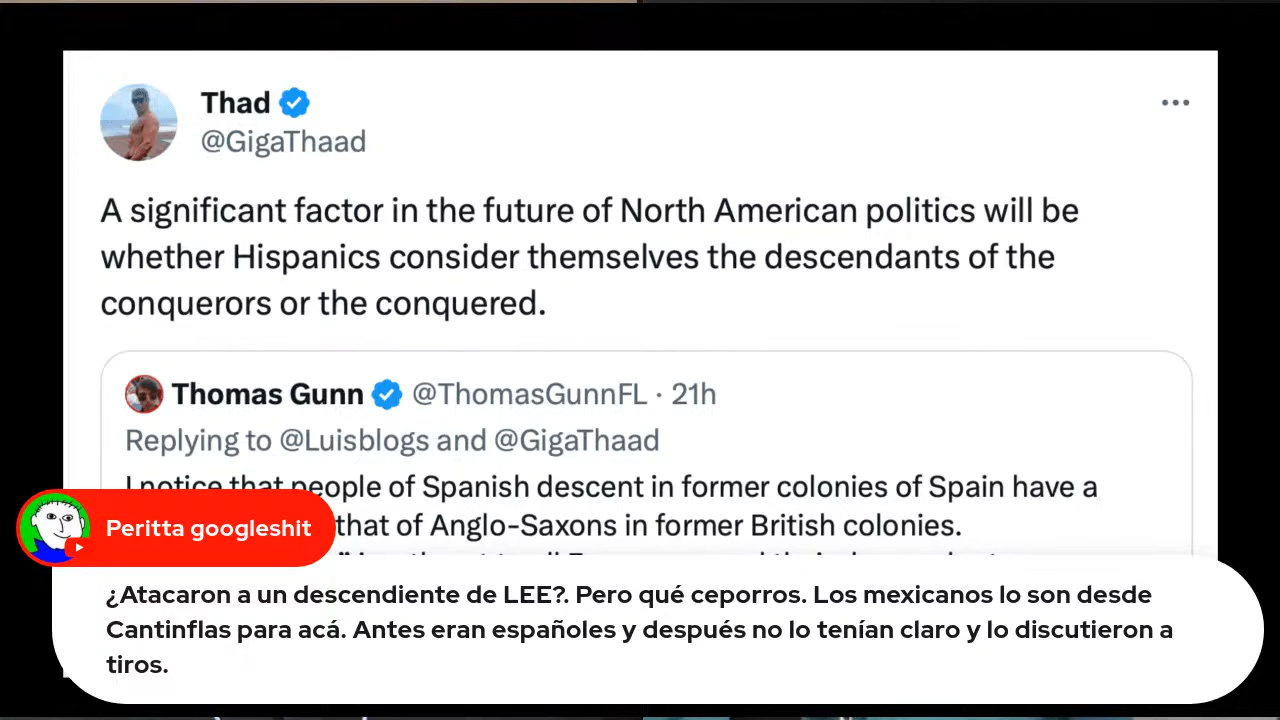 Thad
@GigaThaad
A significant factor in the future of North American politics will be
whether Hispanics consider themselves the descendants of the
conquerors or the conquered.
Thomas Gunn @ThomasGunnFL · 21h
Replying to @Luisblogs and @GigaThaad
I notice that people of Spanish descent in former colonies of Spain have a
that of Anglo-Saxons in former British colonies.
Peritta googleshit
¿Atacaron a un descendiente de LEE?. Pero qué ceporros. Los mexicanos lo son desde
Cantinflas para acá. Antes eran españoles y después no lo tenían claro y lo discutieron a
tiros.